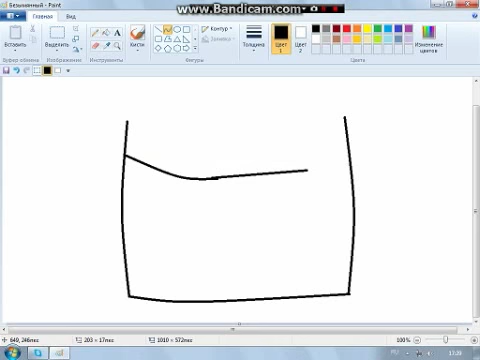 www.Bandicam.com
Безымянный - Paint
Главная
Вид
Вставить
Выделить
Кисти
Контур
Заливка
Толщина
Цвет 1
Цвет 2
Изменение цветов
Буфер обмена
Изображение
Инструменты
Фигуры
Цвета
649, 246пкс
203 × 17пкс
1010 × 572пкс
100%
RU